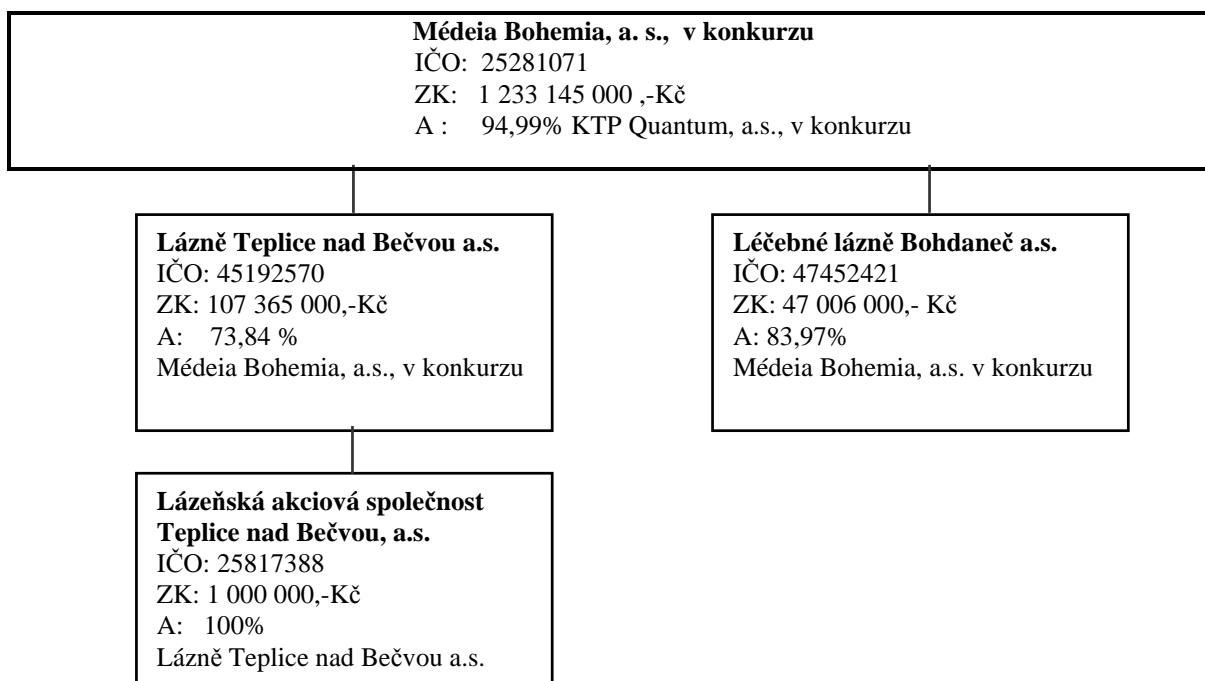 Médeia Bohemia, a. s., v konkurzu
IČO: 25281071
ZK: 1 233 145 000 ,-Kč
A : 94,99% KTP Quantum, a.s., v konkurzu
Lázně Teplice nad Bečvou a.s.
IČO: 45192570
ZK: 107 365 000,-Kč
A: 73,84 %
Médeia Bohemia, a.s., v konkurzu
Léčebné lázně Bohdaneč a.s.
IČO: 47452421
ZK: 47 006 000,- Kč
A: 83,97%
Médeia Bohemia, a.s. v konkurzu
Lázeňská akciová společnost
Teplice nad Bečvou, a.s.
IČO: 25817388
ZK: 1 000 000,-Kč
A: 100%
Lázně Teplice nad Bečvou a.s.